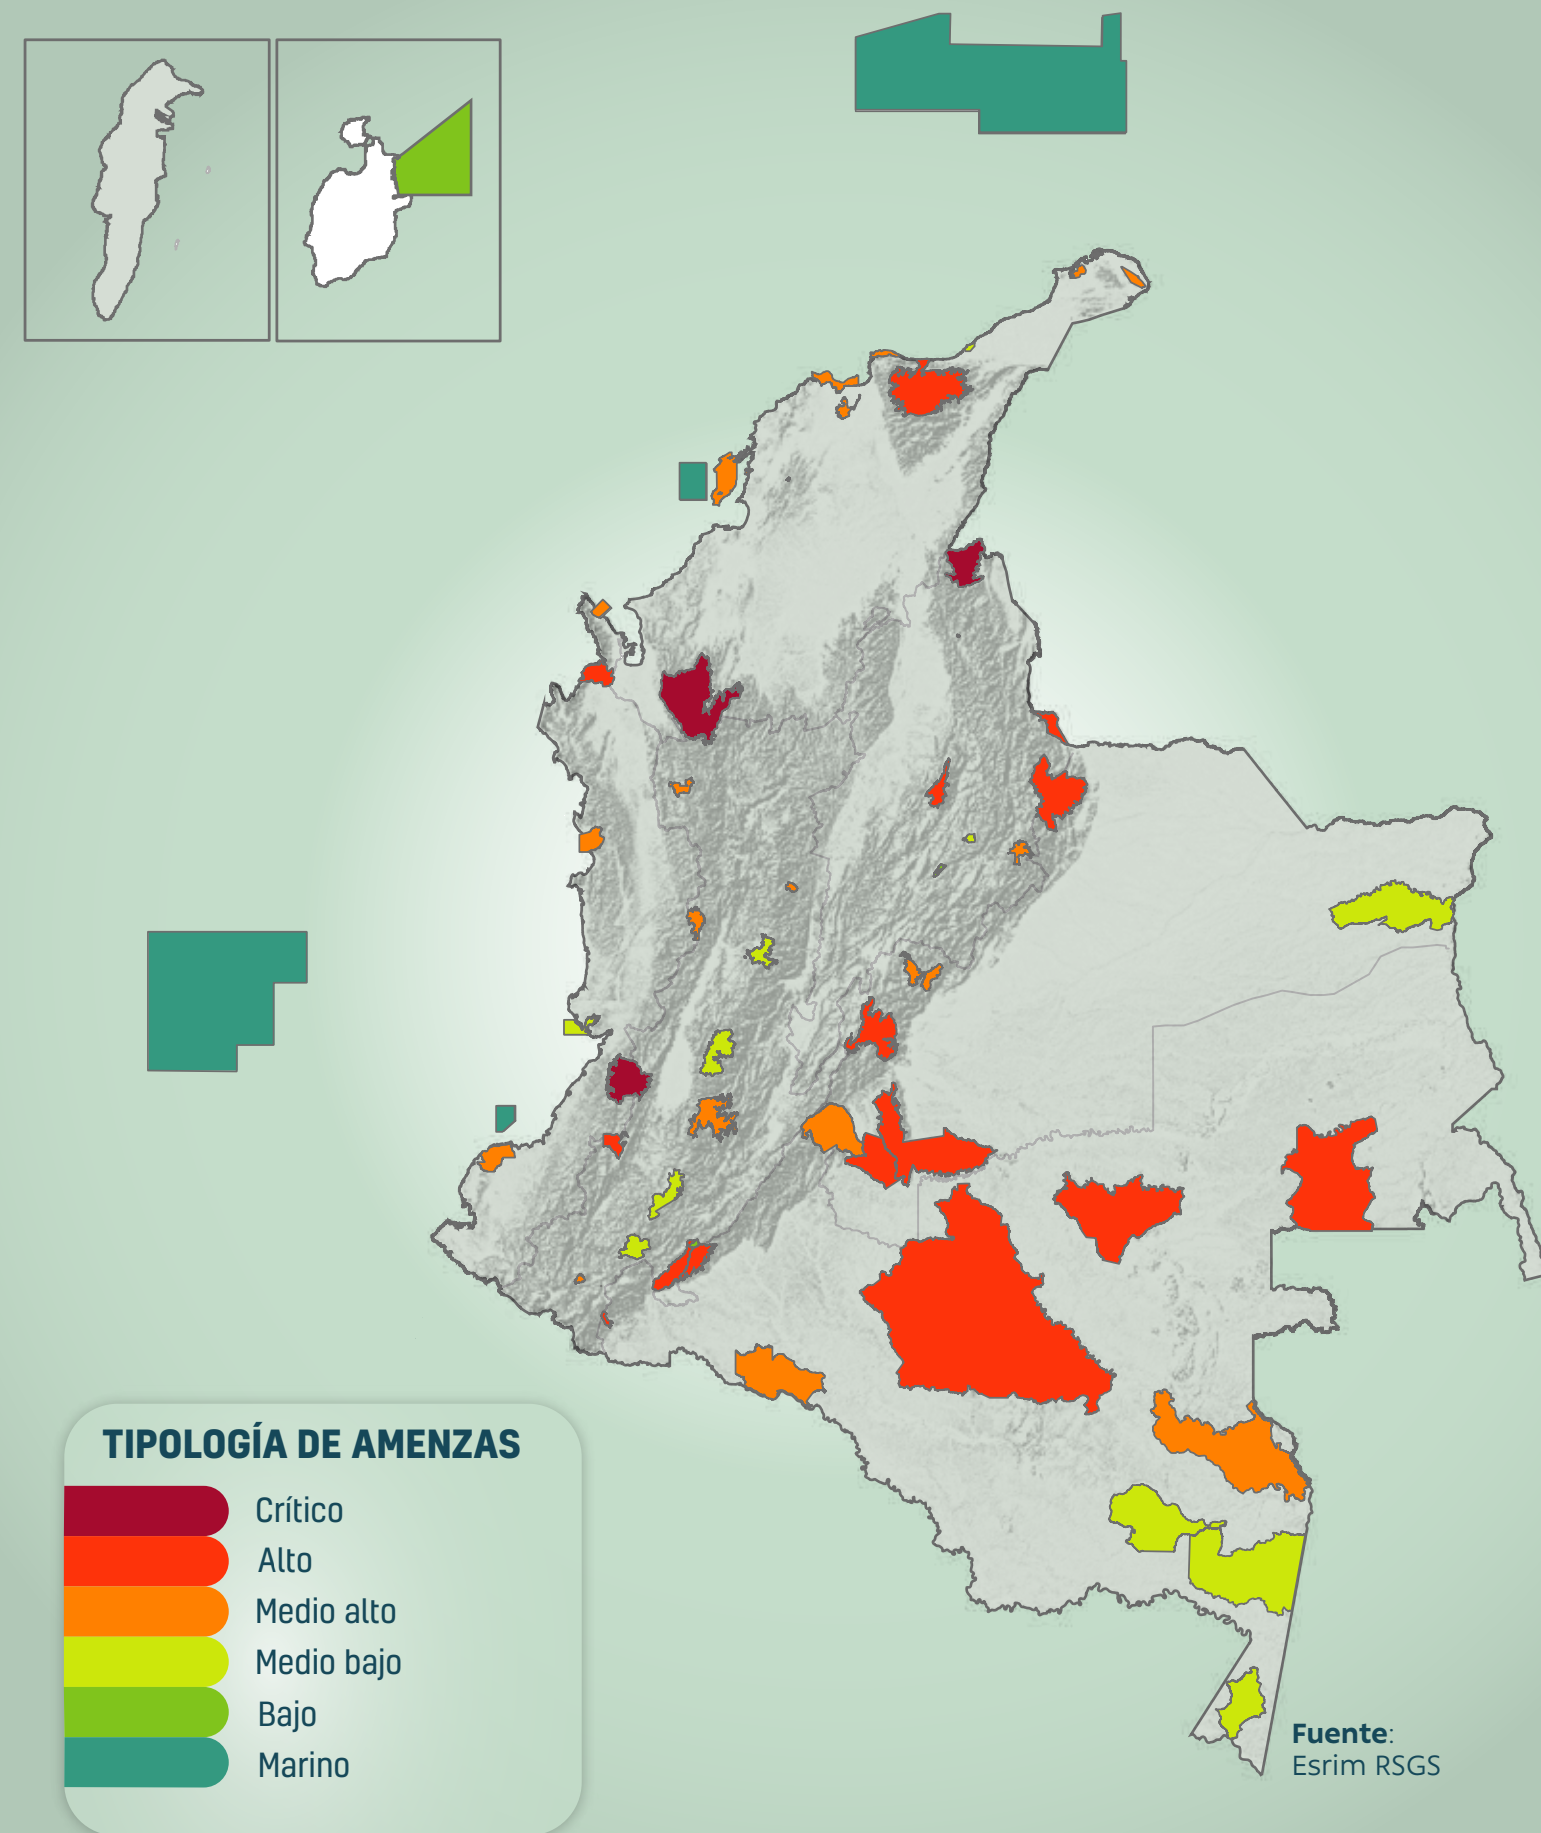 TIPOLOGÍA DE AMENZAS
Crítico
Alto
Medio alto
Medio bajo
Bajo
Marino
Fuente:
Esrim RSGS